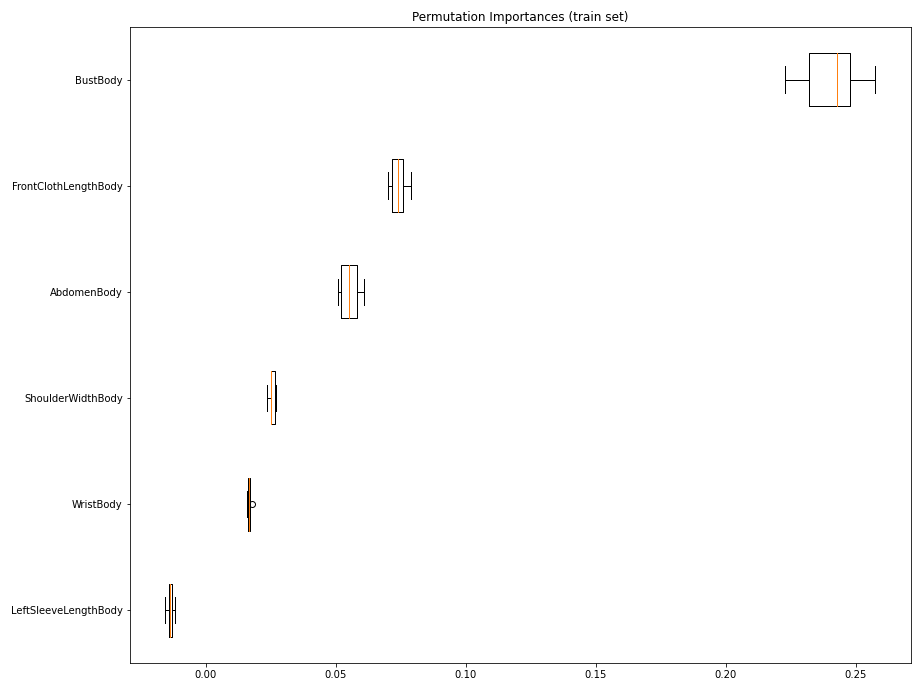 Permutation Importances (train set)
BustBody
FrontClothLengthBody
AbdomenBody
ShoulderWidthBody
WristBody
LeftSleeveLengthBody
0.00 0.05 0.10 0.15 0.20 0.25